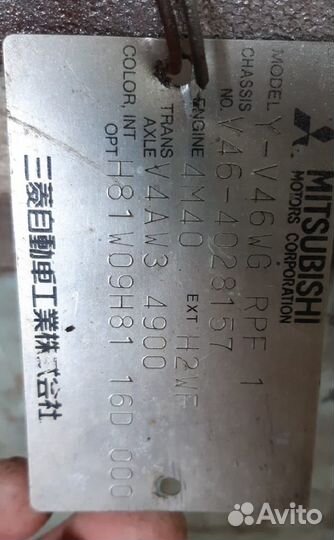 MITSUBISHI
MOTORS CORPORATION
MODEL Y-V46WG RPF 1
CHASSIS NO. V46-4028157
ENGINE 4M40 EXT H2WF
TRANS AXLE V4AW3 4900
COLOR, INT OPT H81W09H81 16D 000
三菱自動車工業株式会社
Avito